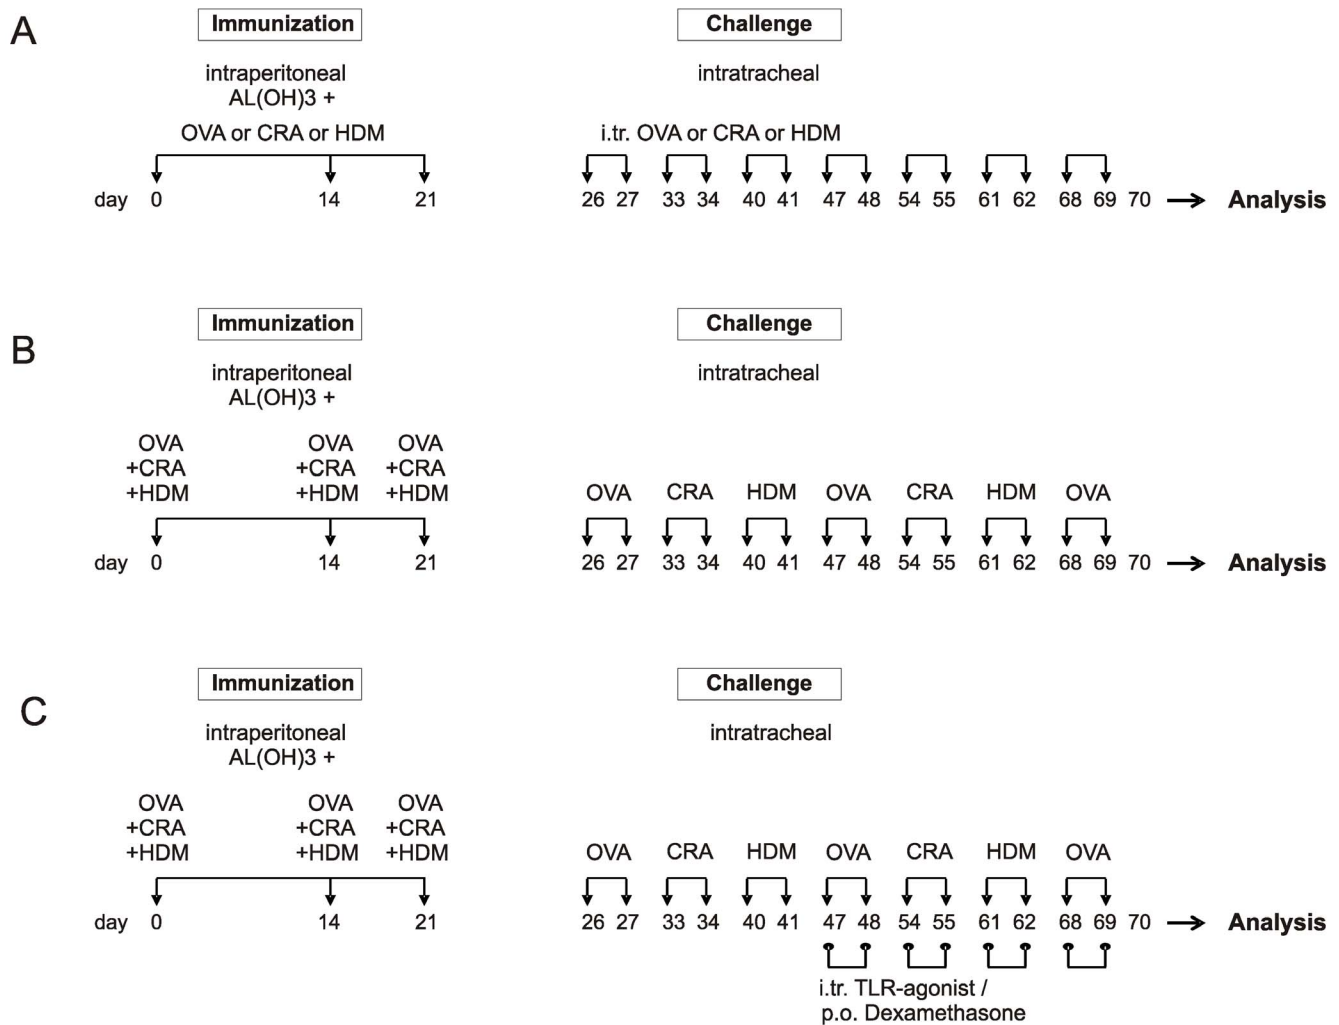 A
Immunization
Challenge
intraperitoneal
AL(OH)3 +
intratracheal
OVA or CRA or HDM
i.tr. OVA or CRA or HDM
day 0 14 21 26 27 33 34 40 41 47 48 54 55 61 62 68 69 70 Analysis
B
Immunization
Challenge
intraperitoneal
AL(OH)3 +
intratracheal
OVA OVA OVA
+CRA +CRA +CRA
+HDM +HDM +HDM
OVA CRA HDM OVA CRA HDM OVA
day 0 14 21 26 27 33 34 40 41 47 48 54 55 61 62 68 69 70 Analysis
C
Immunization
Challenge
intraperitoneal
AL(OH)3 +
intratracheal
OVA OVA OVA
+CRA +CRA +CRA
+HDM +HDM +HDM
OVA CRA HDM OVA CRA HDM OVA
day 0 14 21 26 27 33 34 40 41 47 48 54 55 61 62 68 69 70 Analysis
i.tr. TLR-agonist /
p.o. Dexamethasone